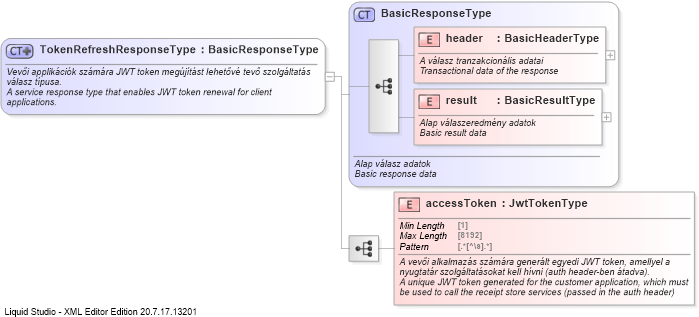 CT TokenRefreshResponseType : BasicResponseType
Vevői applikációk számára JWT token megújítást lehetővé tevő szolgáltatás
válasz típusa.
A service response type that enables JWT token renewal for client
applications.
CT BasicResponseType
E header : BasicHeaderType
A válasz tranzakcionális adatai
Transactional data of the response
E result : BasicResultType
Alap válaszeredmény adatok
Basic result data
Alap válasz adatok
Basic response data
E accessToken : JwtTokenType
Min Length [1]
Max Length [8192]
Pattern [.*[^\s].*]
A vevői alkalmazás számára generált egyedi JWT token, amellyel a
nyugtatár szolgáltatásokat kell hívni (auth header-ben átadva).
A unique JWT token generated for the customer application, which must
be used to call the receipt store services (passed in the auth header)
Liquid Studio - XML Editor Edition 20.7.17.13201